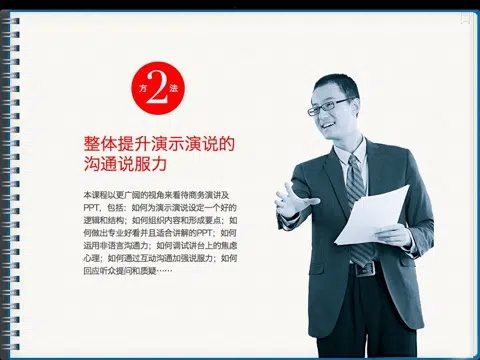 方2法
整体提升演示演说的
沟通说服力
本课程以更广阔的视角来看待商务演讲及
PPT，包括：如何为演示演说设定一个好的
逻辑和结构；如何组织内容和形成要点；如
何做出专业好看并且适合讲解的PPT；如何
运用非语言沟通力；如何调试讲台上的焦虑
心理；如何通过互动沟通加强说服力；如何
回应听众提问和质疑……